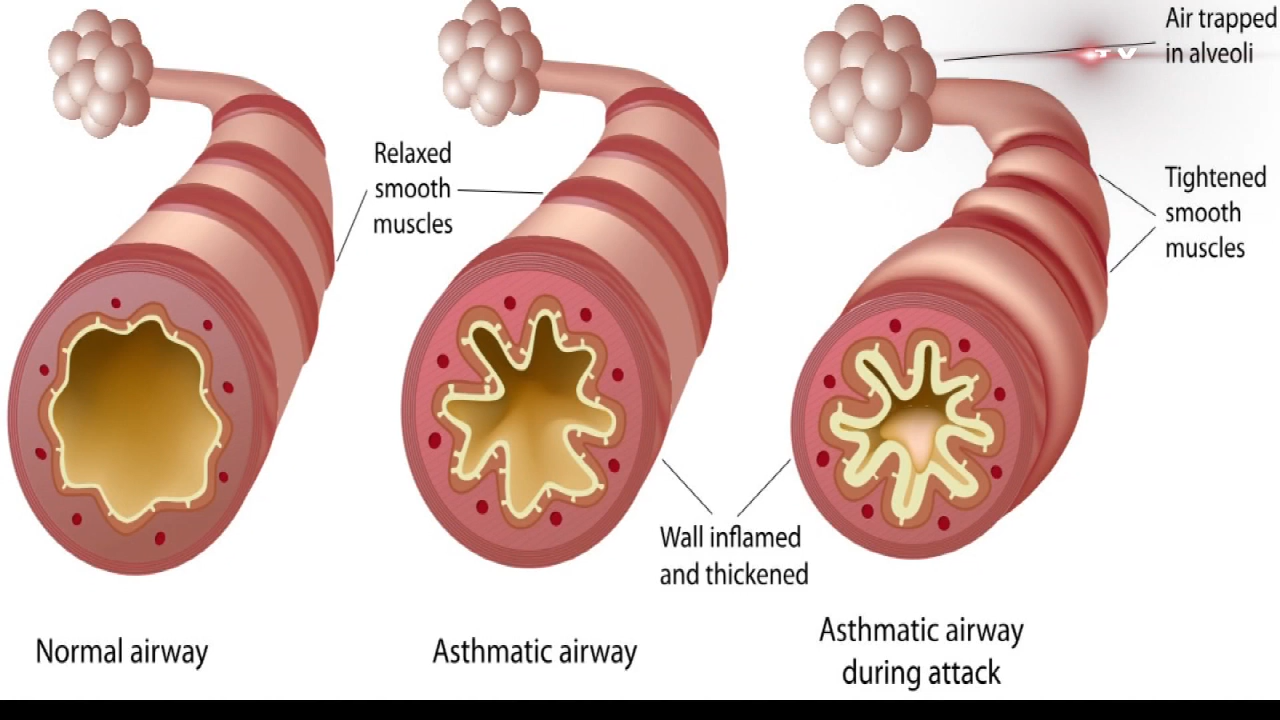 Air trapped
in alveoli
TV
Relaxed
smooth
muscles
Tightened
smooth
muscles
Wall inflamed
and thickened
Normal airway
Asthmatic airway
Asthmatic airway
during attack